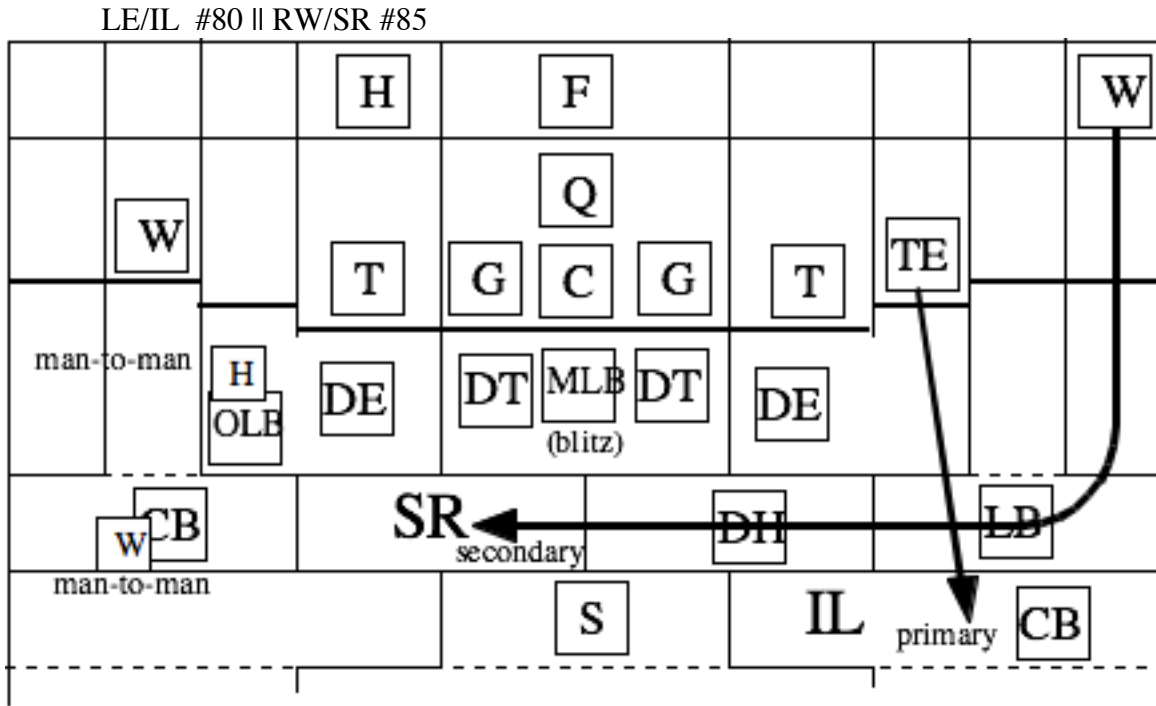 LE/IL #80 || RW/SR #85
H F W
Q
W
T G C G T TE
man-to-man
H
DE DT MLB DT DE
OLB
(blitz)
CB SR DH LB
W
secondary
man-to-man
S IL primary CB